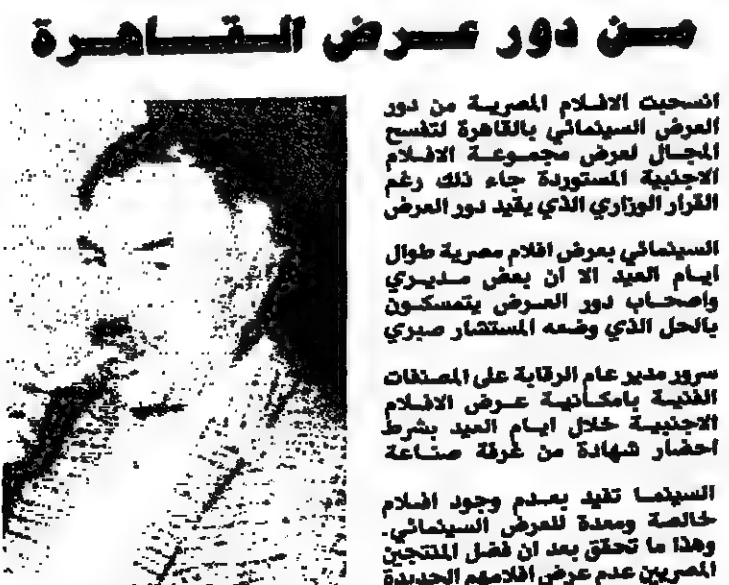 من دور عرض القاهرة
انسحبت الافلام المصرية من دور
العرض السينمائي بالقاهرة لتفسح
المجال لعرض مجموعة الافلام
الاجنبية المستوردة جاء ذلك رغم
القرار الوزاري الذي يقيد دور العرض
السينمائي بعرض افلام مصرية طوال
ايام العيد الا ان بعض مديري
واصحاب دور العرض يتمسكون
بالحل الذي وضعه المستشار صبري
سرور مدير عام الرقابة على المصنفات
الفنية بامكانية عرض الافلام
الاجنبية خلال ايام العيد بشرط
احضار شهادة من غرفة صناعة
السينما تفيد بعدم وجود افلام
خالصة ومعدة للعرض السينمائي.
وهذا ما تحقق بعد ان فضل المنتجين
المصريين عدم عرض افلامهم الجديدة